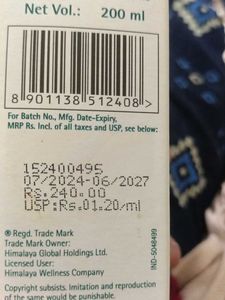 Net Vol.: 200 ml
8 901138 512408 >
For Batch No., Mfg. Date-Expiry,
MRP Rs. Incl. of all taxes and USP, see below:
152400495
07/2024-06/2027
Rs.240.00
USP:Rs.01.20/ml
® Regd. Trade Mark
Trade Mark Owner:
Himalaya Global Holdings Ltd.
Licensed User:
Himalaya Wellness Company
IND-5048499
Copyright subsists. Imitation and reproduction
of the same would be punishable.